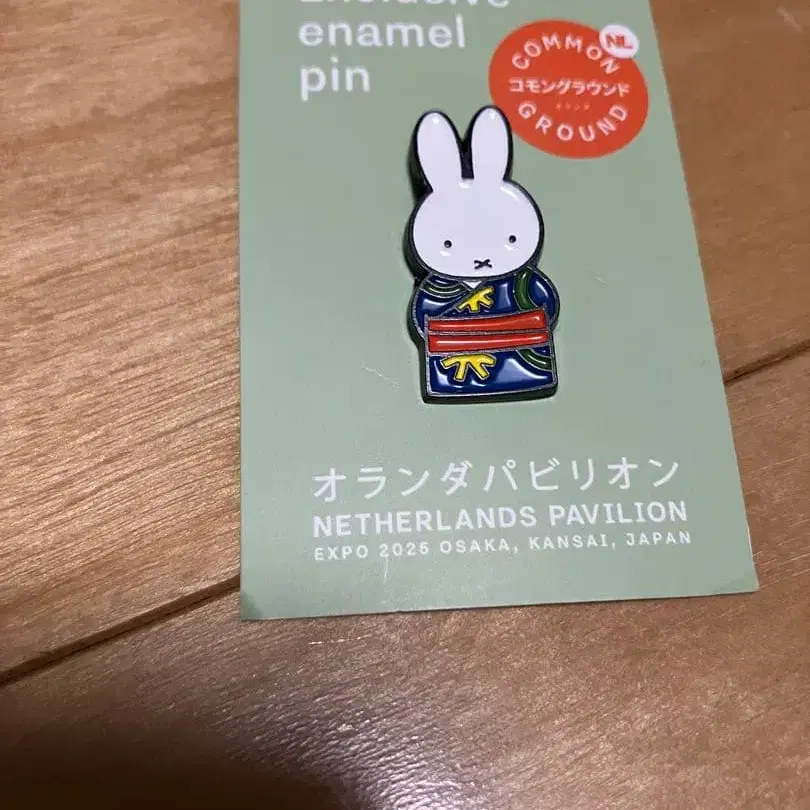 Exclusive
enamel
pin
NL
COMMON
コモングラウンド
GROUND
オランダパビリオン
NETHERLANDS PAVILION
EXPO 2025 OSAKA, KANSAI, JAPAN